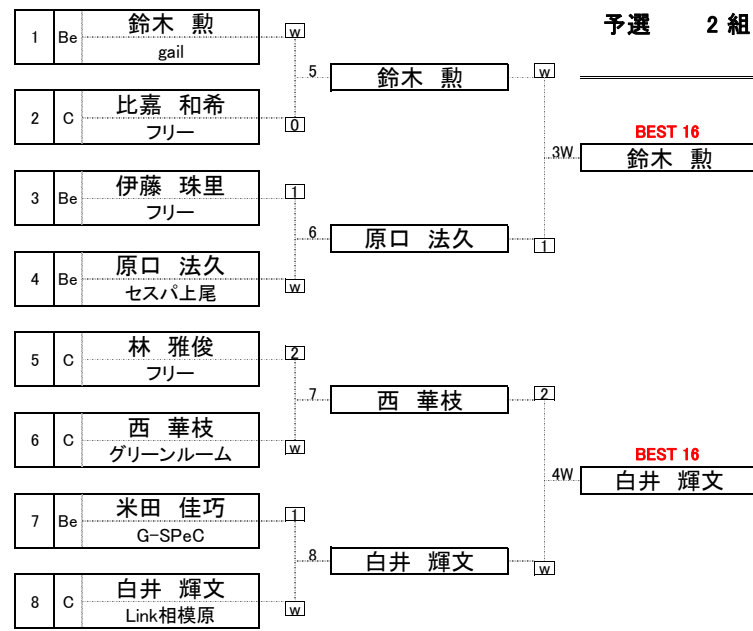 予選 2 組
1 Be 鈴木 勲
gail
W
5
鈴木 勲
W
2 C 比嘉 和希
フリー
0
BEST 16
3W
鈴木 勲
3 Be 伊藤 珠里
フリー
1
6
原口 法久
1
4 Be 原口 法久
セスパ上尾
W
5 C 林 雅俊
フリー
2
7
西 華枝
2
6 C 西 華枝
グリーンルーム
W
BEST 16
4W
白井 輝文
7 Be 米田 佳巧
G-SPeC
1
8
白井 輝文
W
8 C 白井 輝文
Link相模原
W